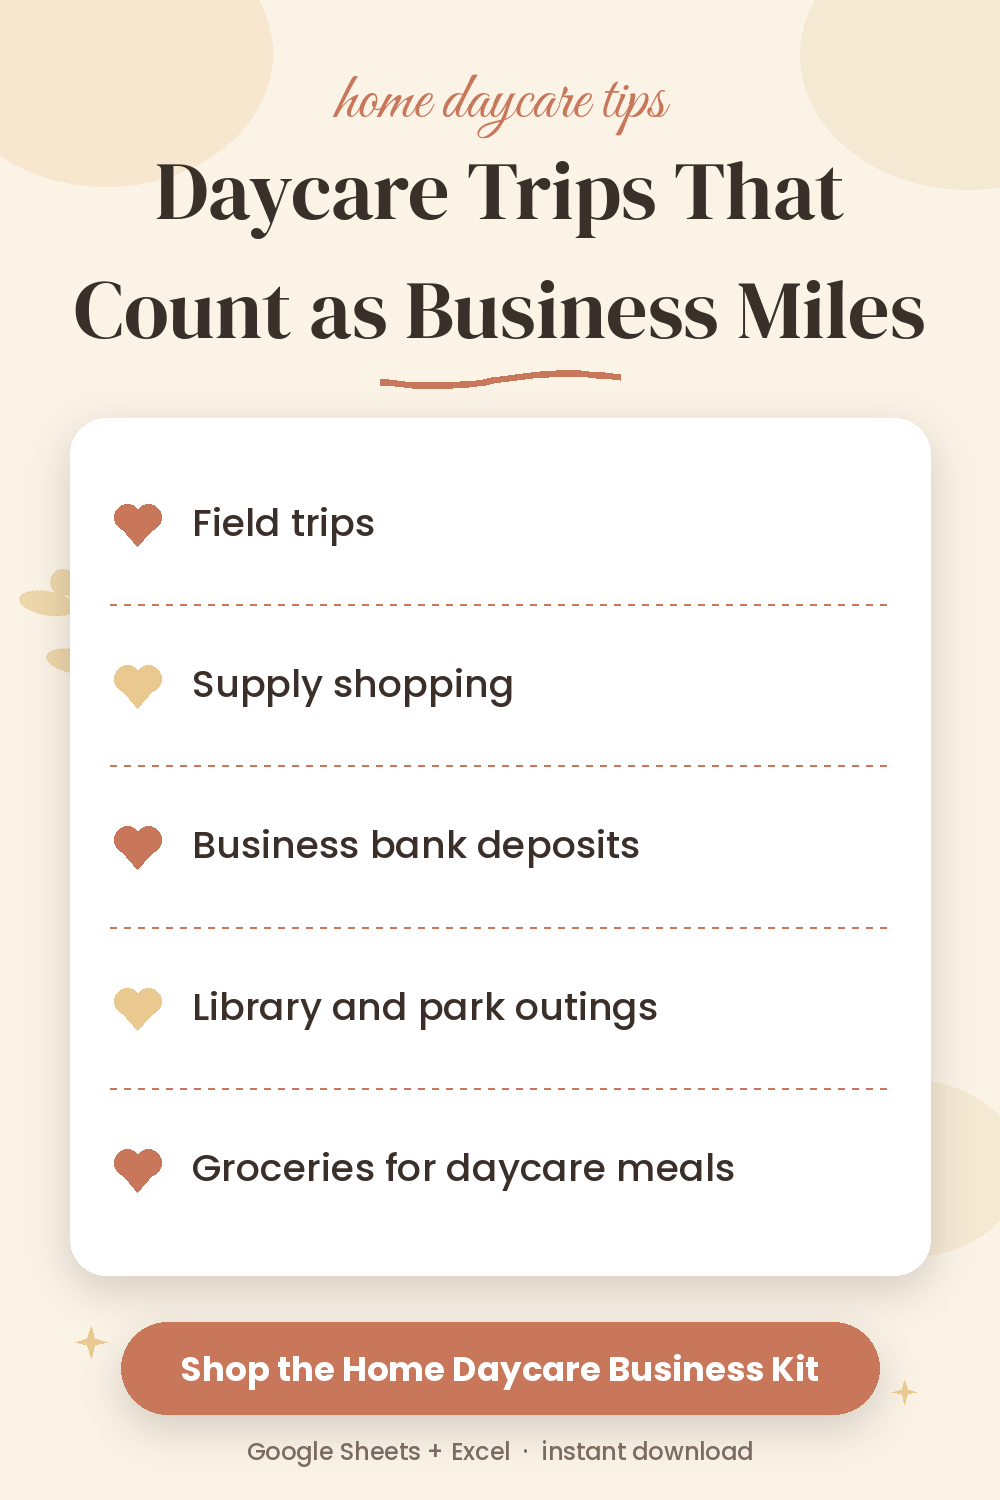 home daycare tips
Daycare Trips That
Count as Business Miles
Field trips
Supply shopping
Business bank deposits
Library and park outings
Groceries for daycare meals
Shop the Home Daycare Business Kit
Google Sheets + Excel · instant download